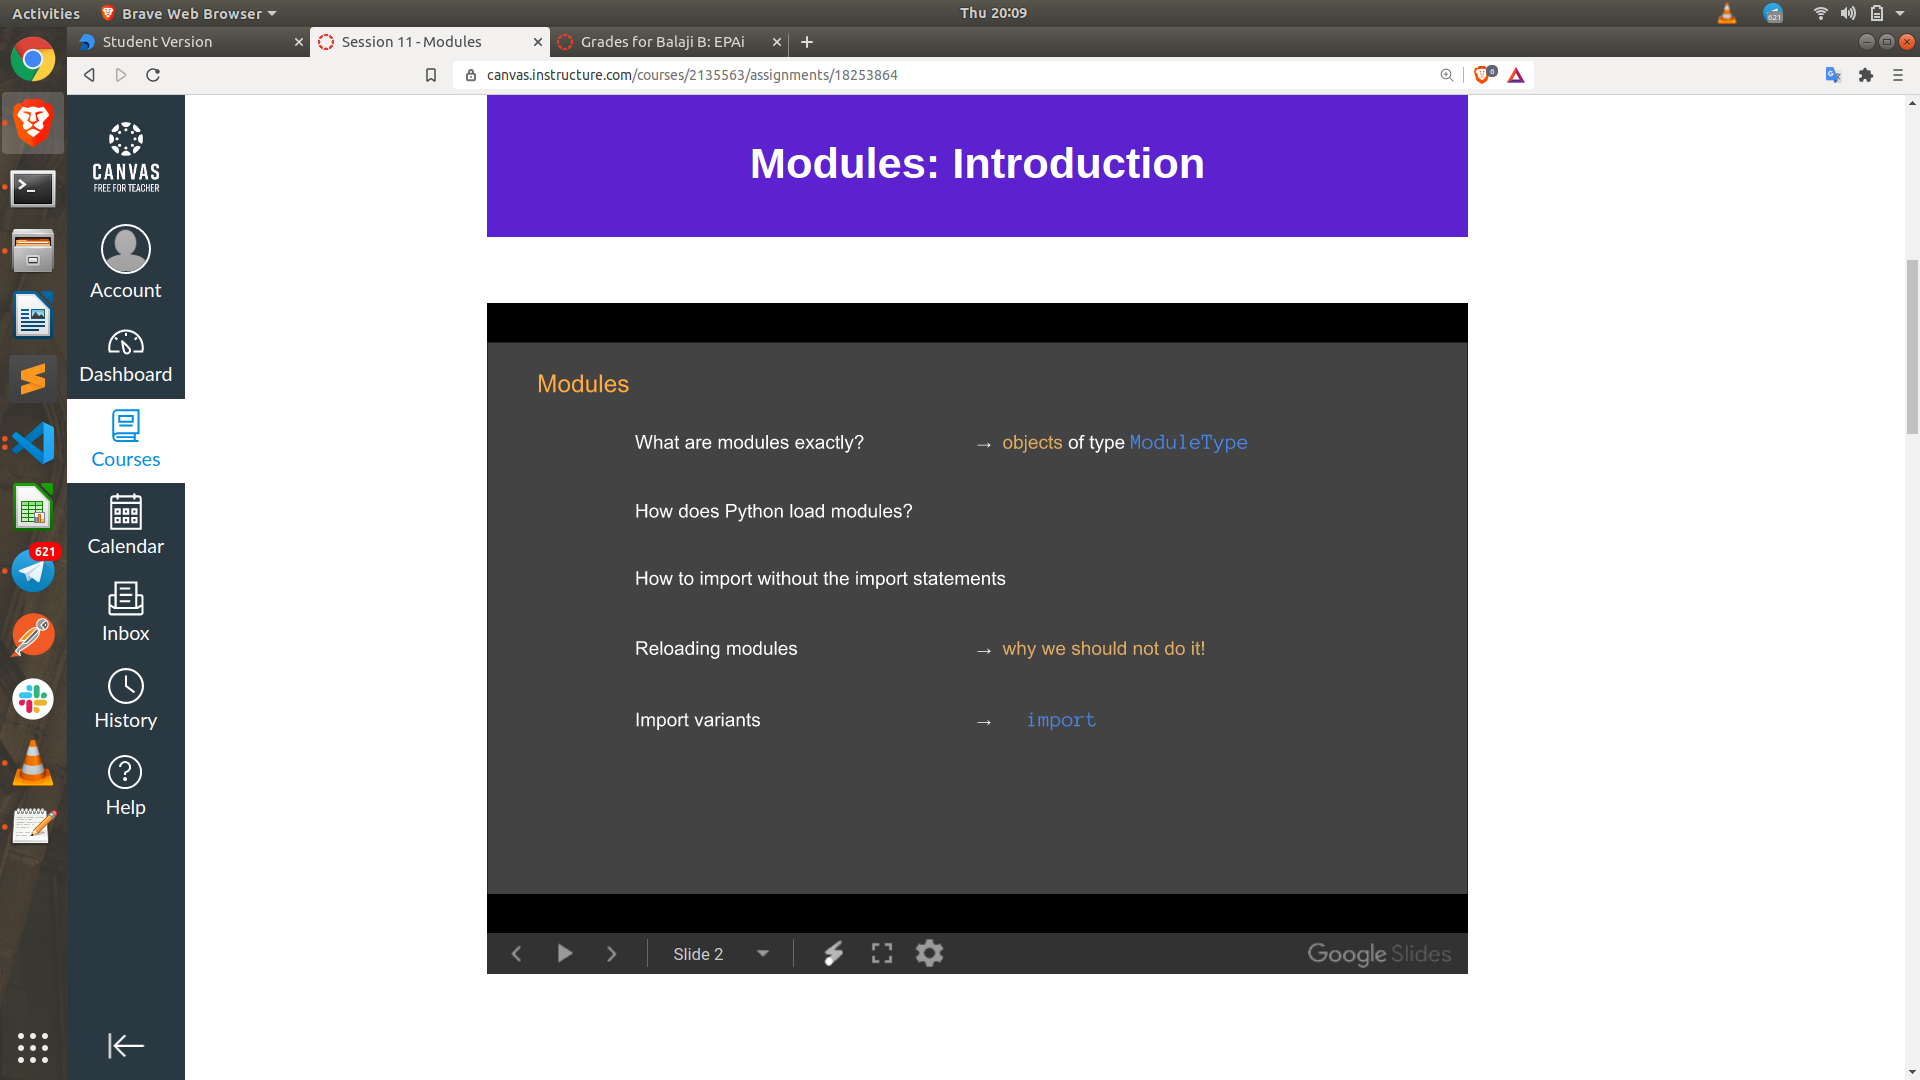 Activities
Brave Web Browser
Thu 20:09
621
Student Version
Session 11 - Modules
Grades for Balaji B: EPAi
canvas.instructure.com/courses/2135563/assignments/18253864
6
CANVAS
FREE FOR TEACHER
Account
Dashboard
Courses
Calendar
621
Inbox
History
Help
Modules: Introduction
Modules
What are modules exactly? → objects of type ModuleType
How does Python load modules?
How to import without the import statements
Reloading modules → why we should not do it!
Import variants → import
Slide 2
Google Slides